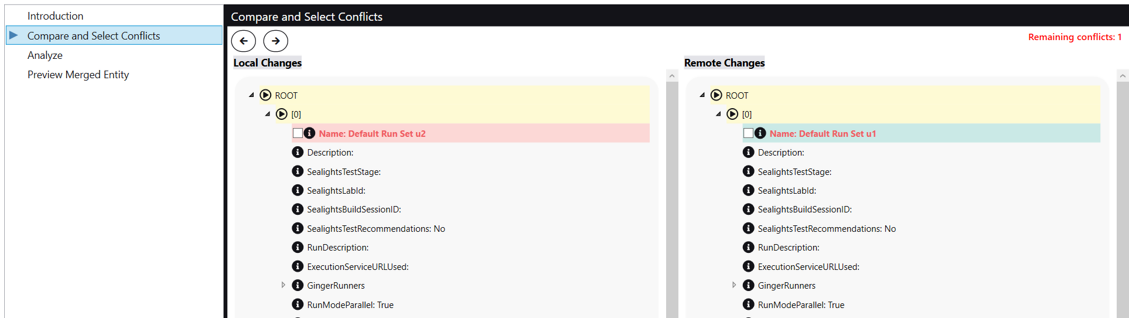 Introduction
Compare and Select Conflicts
Analyze
Preview Merged Entity
Compare and Select Conflicts
Remaining conflicts: 1
Local Changes
ROOT
[0]
Name: Default Run Set u2
Description:
SealightsTestStage:
SealightsLabId:
SealightsBuildSessionID:
SealightsTestRecommendations: No
RunDescription:
ExecutionServiceURLUsed:
GingerRunners
RunModeParallel: True
Remote Changes
ROOT
[0]
Name: Default Run Set u1
Description:
SealightsTestStage:
SealightsLabId:
SealightsBuildSessionID:
SealightsTestRecommendations: No
RunDescription:
ExecutionServiceURLUsed:
GingerRunners
RunModeParallel: True